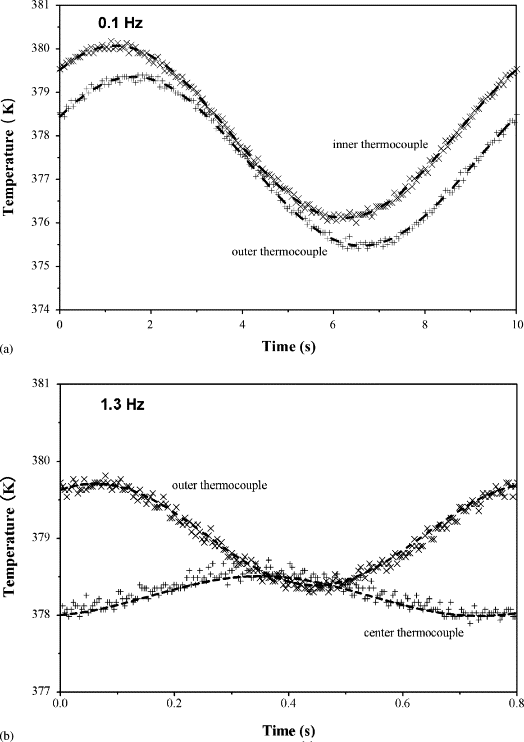 381
0.1 Hz
380
379
378
377
376
375
374
Temperature (K)
inner thermocouple
outer thermocouple
0 2 4 6 8 10
Time (s)
(a)
381
1.3 Hz
380
379
378
377
Temperature (K)
outer thermocouple
center thermocouple
0.0 0.2 0.4 0.6 0.8
Time (s)
(b)